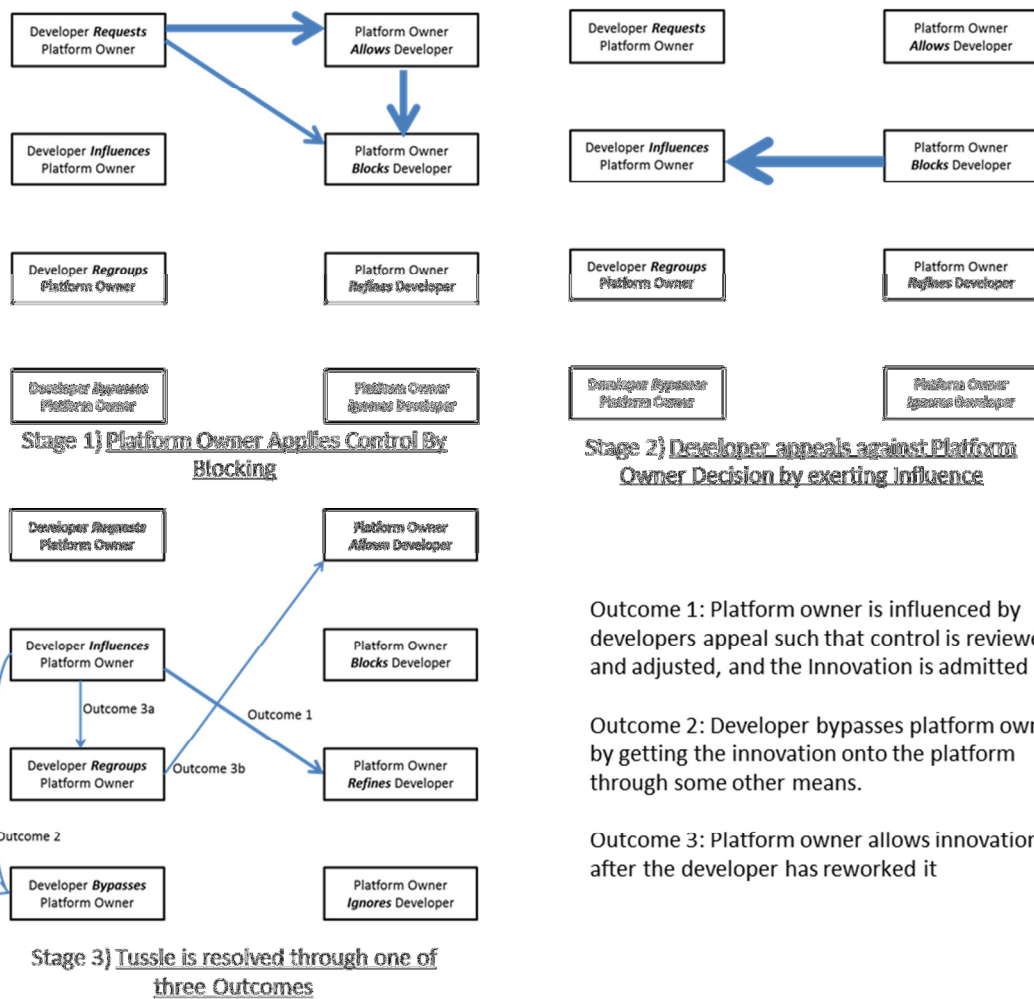 Developer Requests
Platform Owner
Platform Owner
Allows Developer
Developer Influences
Platform Owner
Platform Owner
Blocks Developer
Developer Regroups
Platform Owner
Platform Owner
Refines Developer
Developer Bypasses
Platform Owner
Platform Owner
Ignores Developer
Stage 1) Platform Owner Applies Control By
Blocking
Developer Requests
Platform Owner
Platform Owner
Allows Developer
Developer Influences
Platform Owner
Platform Owner
Blocks Developer
Developer Regroups
Platform Owner
Platform Owner
Refines Developer
Developer Bypasses
Platform Owner
Platform Owner
Ignores Developer
Stage 2) Developer appeals against Platform
Owner Decision by exerting Influence
Developer Requests
Platform Owner
Platform Owner
Allows Developer
Developer Influences
Platform Owner
Platform Owner
Blocks Developer
Outcome 3a
Outcome 1
Developer Regroups
Platform Owner
Outcome 3b
Platform Owner
Refines Developer
Outcome 2
Developer Bypasses
Platform Owner
Platform Owner
Ignores Developer
Stage 3) Tussle is resolved through one of
three Outcomes
Outcome 1: Platform owner is influenced by
developers appeal such that control is reviewe
and adjusted, and the Innovation is admitted
Outcome 2: Developer bypasses platform own
by getting the innovation onto the platform
through some other means.
Outcome 3: Platform owner allows innovation
after the developer has reworked it